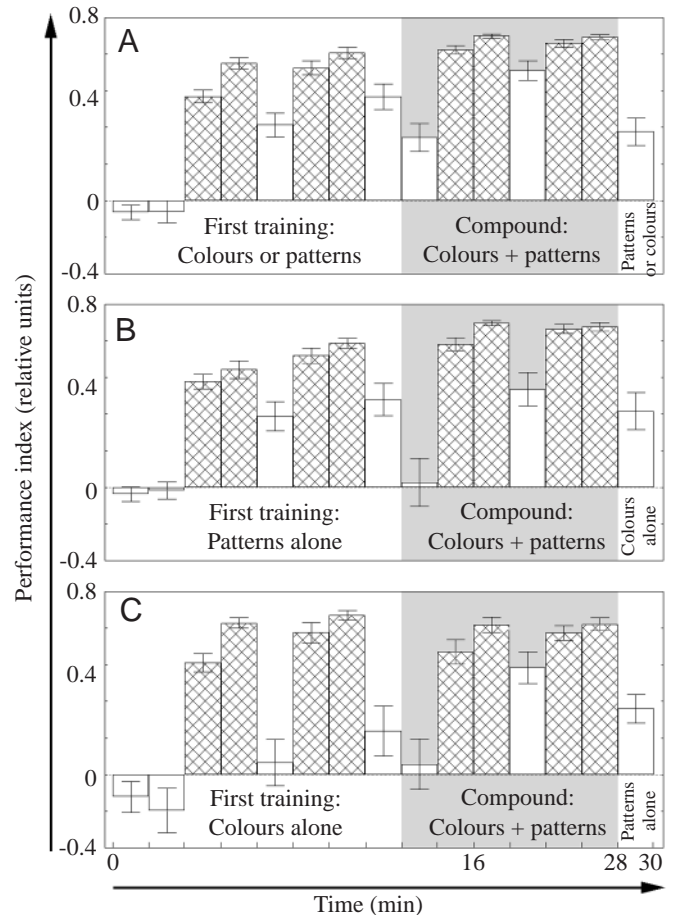 Performance index (relative units)
A
0.8
0.4
0
-0.4
First training:
Colours or patterns
Compound:
Colours + patterns
Patterns
or colours
B
0.8
0.4
0
-0.4
First training:
Patterns alone
Compound:
Colours + patterns
Colours
alone
C
0.8
0.4
0
-0.4
First training:
Colours alone
Compound:
Colours + patterns
Patterns
alone
0 16 28 30
Time (min)